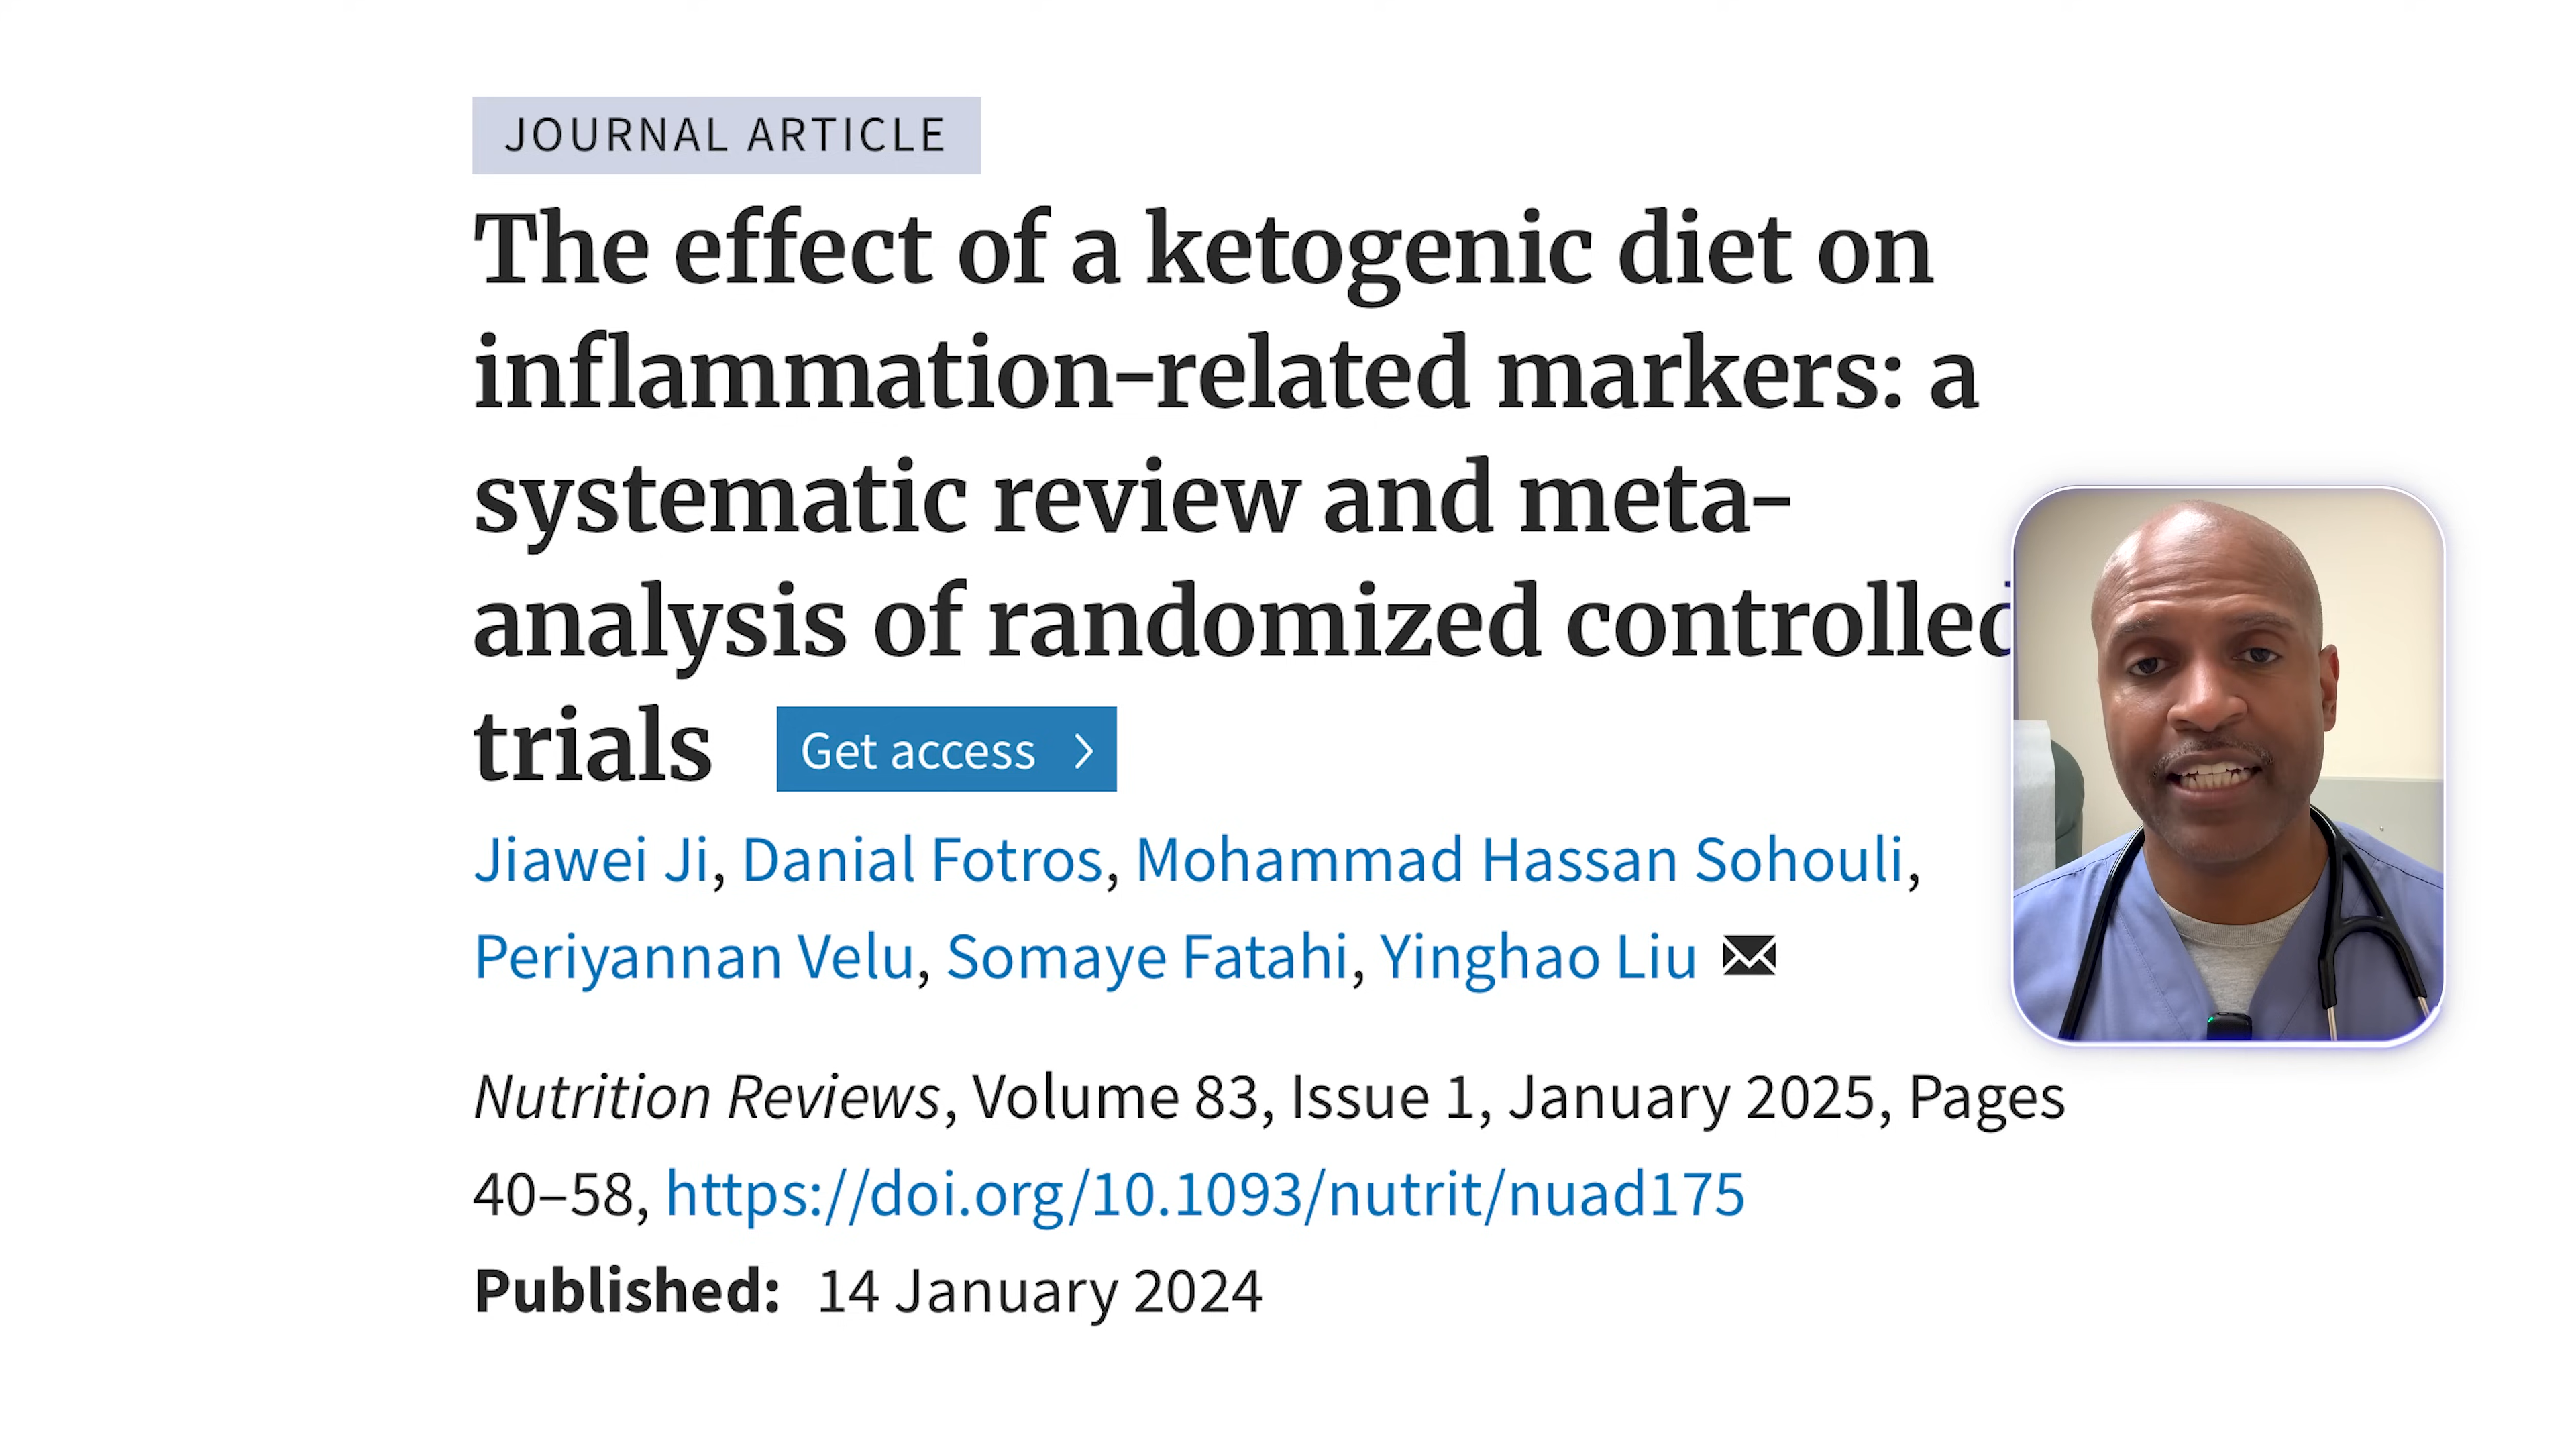 JOURNAL ARTICLE
The effect of a ketogenic diet on
inflammation-related markers: a
systematic review and meta-
analysis of randomized controlled
trials Get access >
Jiawei Ji, Danial Fotros, Mohammad Hassan Sohouli,
Periyannan Velu, Somaye Fatahi, Yinghao Liu
Nutrition Reviews, Volume 83, Issue 1, January 2025, Pages
40–58, https://doi.org/10.1093/nutrit/nuad175
Published: 14 January 2024